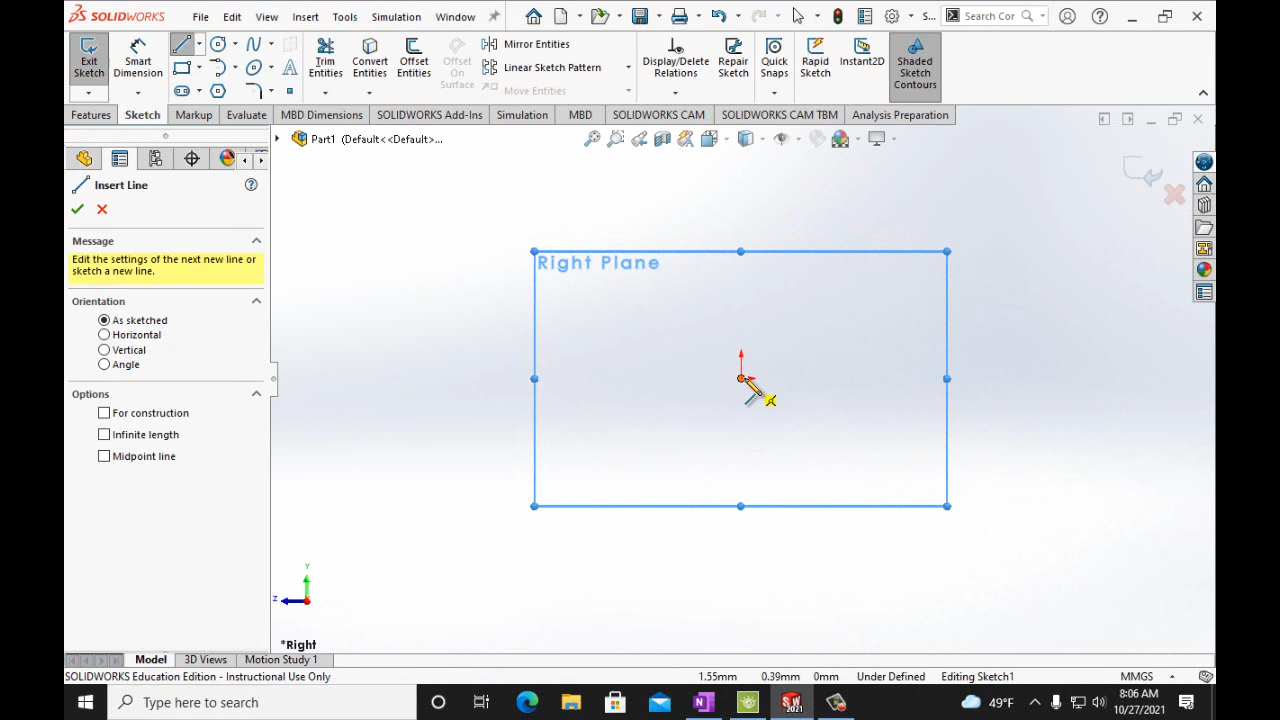 SOLIDWORKS File Edit View Insert Tools Simulation Window S... Search Cor
Exit Sketch
Smart Dimension
Trim Entities
Convert Entities
Offset Entities
Offset On Surface
Mirror Entities
Linear Sketch Pattern
Move Entities
Display/Delete Relations
Repair Sketch
Quick Snaps
Rapid Sketch
Instant2D
Shaded Sketch Contours
Features Sketch Markup Evaluate MBD Dimensions SOLIDWORKS Add-Ins Simulation MBD SOLIDWORKS CAM SOLIDWORKS CAM TBM Analysis Preparation
Part1 (Default<<Default>...
Insert Line
Message
Edit the settings of the next new line or
sketch a new line.
Orientation
As sketched
Horizontal
Vertical
Angle
Options
For construction
Infinite length
Midpoint line
Right Plane
Y
Z
*Right
Model 3D Views Motion Study 1
SOLIDWORKS Education Edition - Instructional Use Only 1.55mm 0.39mm 0mm Under Defined Editing Sketch1 MMGS
Type here to search
SW
2021
49°F
8:06 AM
10/27/2021